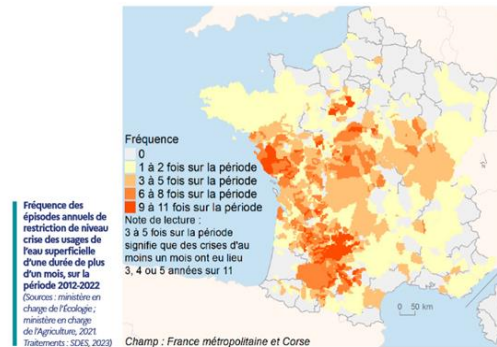 Fréquence des
épisodes annuels de
restriction de niveau
crise des usages de
l'eau superficielle
d'une durée de plus
d'un mois, sur la
période 2012-2022
(Sources : ministère en
charge de l'Écologie ;
ministère en charge
de l'Agriculture, 2021.
Traitements : SDES, 2023)
Fréquence
0
1 à 2 fois sur la période
3 à 5 fois sur la période
6 à 8 fois sur la période
9 à 11 fois sur la période
Note de lecture :
3 à 5 fois sur la période
signifie que des crises d'au
moins un mois ont eu lieu
3, 4 ou 5 années sur 11
Champ : France métropolitaine et Corse
0 50 km